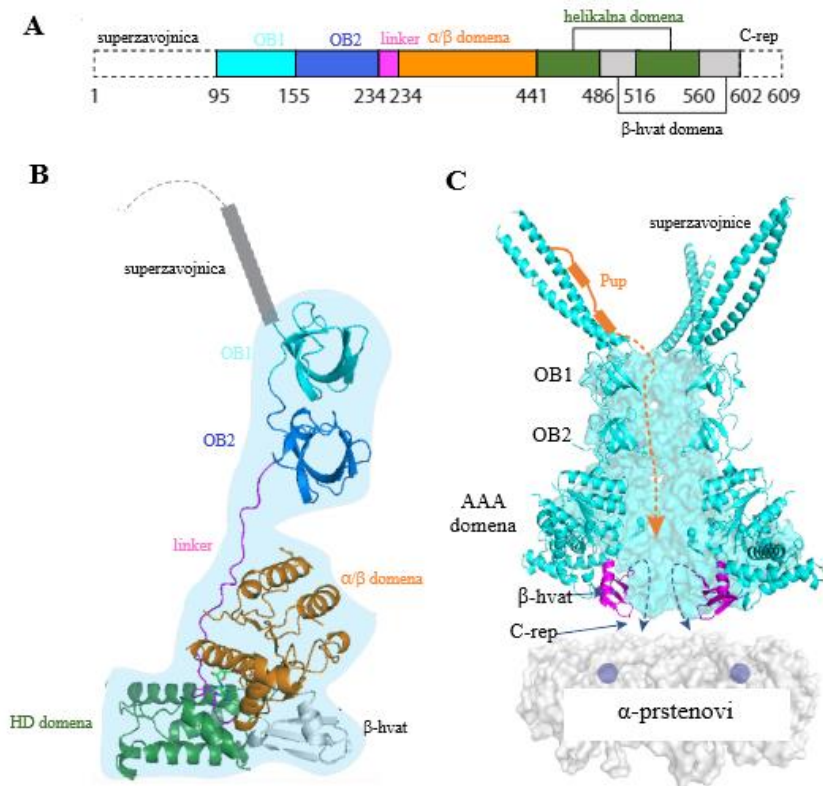 A
helikalna domena
superzavojnica
OB1
OB2
linker
α/β domena
C-rep
1
95
155
234
234
441
486
516
560
602
609
β-hvat domena
B
superzavojnica
OB1
OB2
linker
α/β domena
HD domena
β-hvat
C
superzavojnice
Pup
OB1
OB2
AAA
domena
β-hvat
C-rep
α-prstenovi